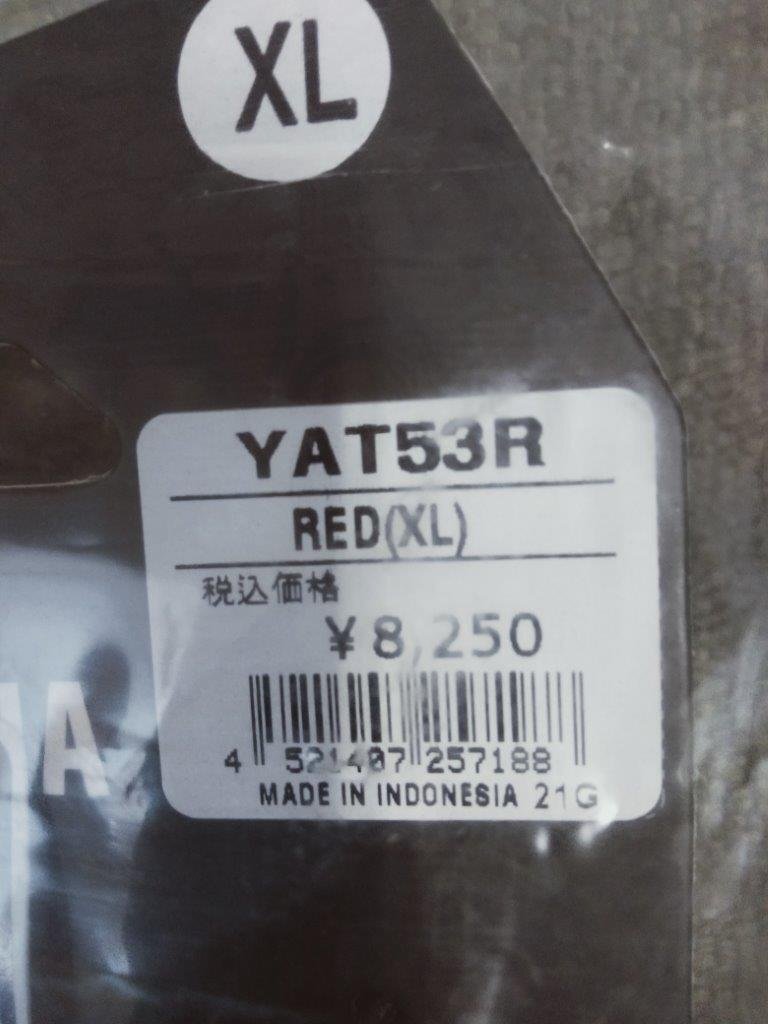 XL
YAT53R
RED(XL)
税込価格
¥8,250
4 521407 257188
MADE IN INDONESIA 21G